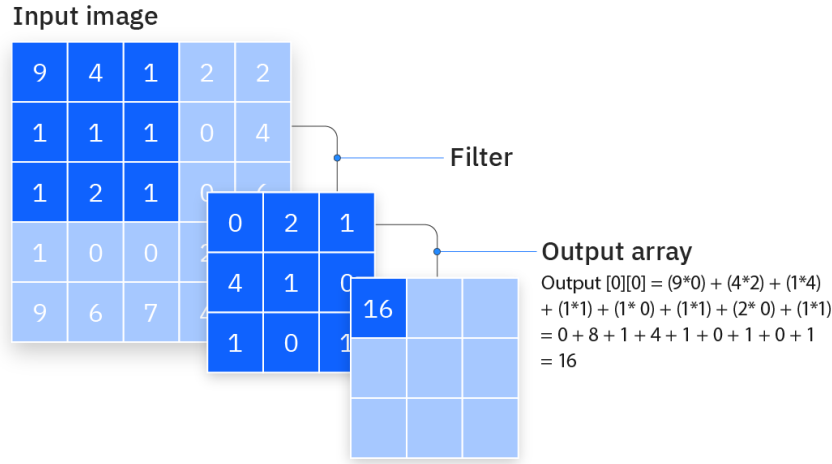 Input image
9 4 1 2 2
1 1 1 0 4
Filter
1 2 1 0
0 2 1
1 0 0
Output array
4 1 0
Output [0][0] = (9*0) + (4*2) + (1*4)
16
+ (1*1) + (1* 0) + (1*1) + (2* 0) + (1*1)
9 6 7
1 0 1
= 0 + 8 + 1 + 4 + 1 + 0 + 1 + 0 + 1
= 16